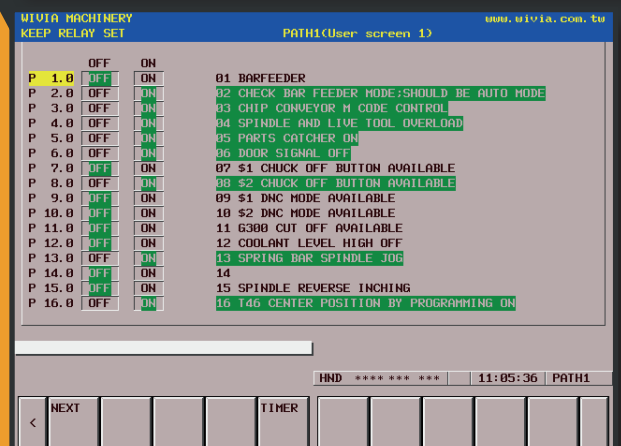 WIVIA MACHINERY www.wivia.com.tw
KEEP RELAY SET PATH1(User screen 1)
OFF ON
P 1.0 OFF ON 01 BARFEEDER
P 2.0 OFF ON 02 CHECK BAR FEEDER MODE;SHOULD BE AUTO MODE
P 3.0 OFF ON 03 CHIP CONVEYOR M CODE CONTROL
P 4.0 OFF ON 04 SPINDLE AND LIVE TOOL OVERLOAD
P 5.0 OFF ON 05 PARTS CATCHER ON
P 6.0 OFF ON 06 DOOR SIGNAL OFF
P 7.0 OFF ON 07 $1 CHUCK OFF BUTTON AVAILABLE
P 8.0 OFF ON 08 $2 CHUCK OFF BUTTON AVAILABLE
P 9.0 OFF ON 09 $1 DNC MODE AVAILABLE
P 10.0 OFF ON 10 $2 DNC MODE AVAILABLE
P 11.0 OFF ON 11 G300 CUT OFF AVAILABLE
P 12.0 OFF ON 12 COOLANT LEVEL HIGH OFF
P 13.0 OFF ON 13 SPRING BAR SPINDLE JOG
P 14.0 OFF ON 14
P 15.0 OFF ON 15 SPINDLE REVERSE INCHING
P 16.0 OFF ON 16 T46 CENTER POSITION BY PROGRAMMING ON
HND **** *** *** 11:05:36 PATH1
< NEXT TIMER